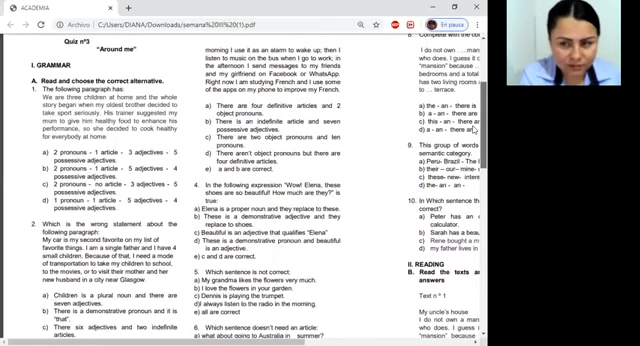 ACADEMIA
Archivo
C:/Users/DIANA/Downloads/semana%20III%20(1).pdf
En pausa
Quiz n°3
"Around me"
I. GRAMMAR
A. Read and choose the correct alternative.
1. The following paragraph has:
We are three children at home and the whole
story began when my oldest brother decided to
take sport seriously. His trainer suggested my
mum to give him healthy food to enhance his
performance, so she decided to cook healthy
for everybody at home.
a) 2 pronouns - 1 article - 3 adjectives - 5
possessive adjectives.
b) 2 pronouns - 1 article - 5 adjectives - 4
possessive adjectives.
c) 2 pronouns - no article - 3 adjectives - 5
possessive adjectives.
d) 1 pronoun - 1 article - 5 adjectives - 4
possessive adjectives.
2. Which is the wrong statement about the
following paragraph:
My car is my second favorite on my list of
favorite things. I am a single father and I have 4
small children. Because of that, I need a mode
of transportation to take my children to school,
to the movies, or to visit their mother and her
new husband in a city near Glasgow.
a) Children is a plural noun and there are
seven adjectives.
b) There is a demonstrative pronoun and it is
"that".
c) There six adjectives and two indefinite
articles.
morning I use it as an alarm to wake up; then I
listen to music on the bus when I go to work; in
the afternoon I send messages to my friends
and my girlfriend on Facebook or WhatsApp.
Right now I am studying French and I use some
of the apps on my phone to improve my French.
a) There are four definite articles and 2
object pronouns.
b) There is an indefinite article and seven
possessive adjectives.
c) There are two object pronouns and ten
pronouns.
d) There aren't object pronouns but there are
four definitive articles.
e) a and b are correct.
4. In the following expression "Wow! Elena, these
shoes are so beautiful! How much are they?" is
true:
a) Elena is a proper noun and they replace to these.
b) These is a demonstrative adjective and they
replace to shoes.
c) Beautiful is an adjective that qualifies "Elena"
d) These is a demonstrative pronoun and beautiful
is an adjective.
e) c and d are correct.
5. Which sentence is not correct:
a) My grandma likes the flowers very much.
b) I love the flowers in your garden.
c) Dennis is playing the trumpet.
d) I always listen to the radio in the morning.
e) all are correct
6. Which sentence doesn't need an article:
a) what about going to Australia in summer?
8. Complete with the
I do not own ....
who does. I guess it
"mansion" because
bedrooms and a total
has two living rooms
to ... terrace.
a) the - an - there is
b) a - an - there are
c) this - an - there
d) a - an - there
9. This group of words
semantic category.
a) Peru- Brazil - The
b) their - our- mine-
c) these- new-
d) the- an - an -
10. In which sentence
correct?
a) Peter has an
calculator.
b) Sarah has a
c) Rene bought a
d) my father lives in
II. READING
B. Read the texts
answers
Text n° 1
My uncle's house
I do not own a
who does, I guess
"mansion" because